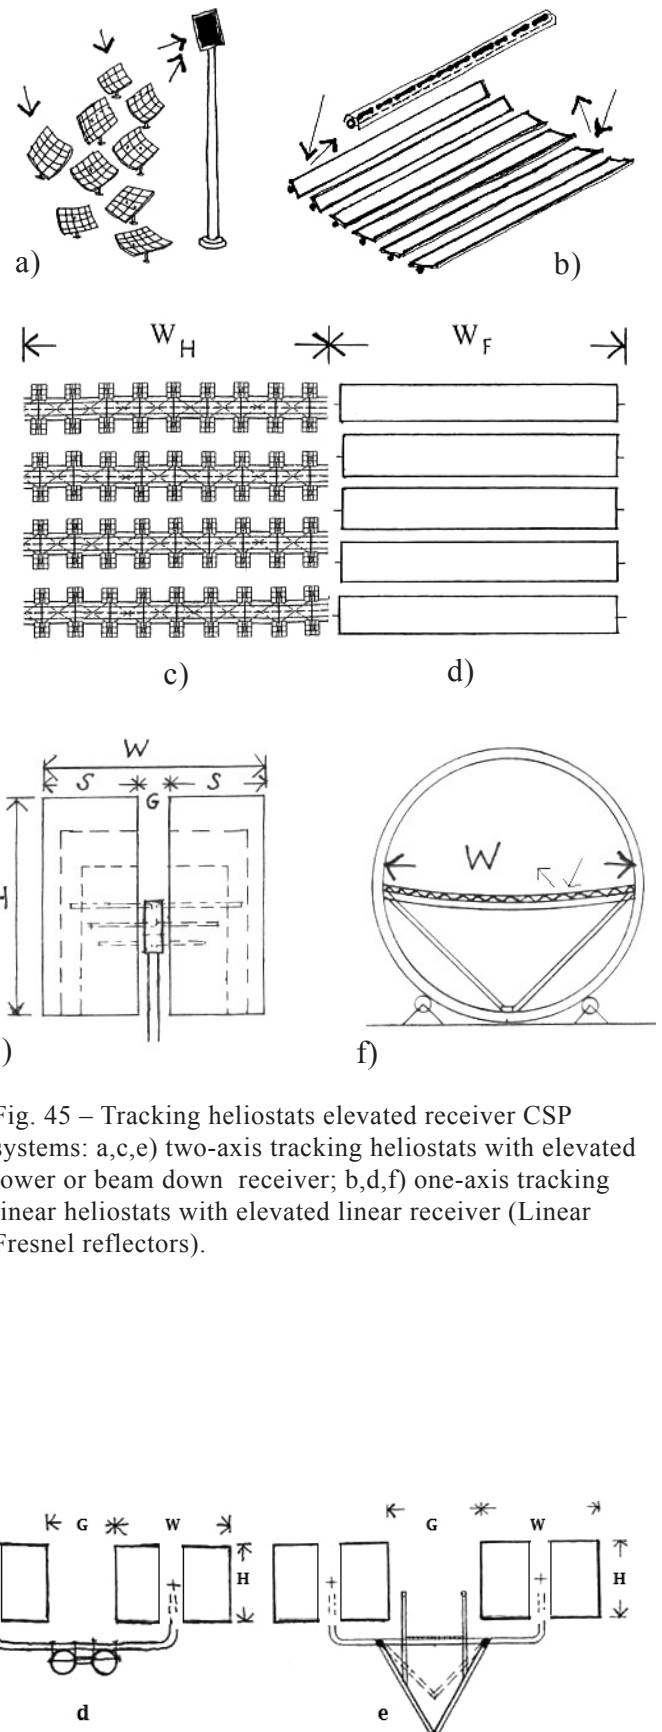 a)
b)
W H
W F
c)
d)
W
S G S
W
)
f)
Fig. 45 – Tracking heliostats elevated receiver CSP
systems: a,c,e) two-axis tracking heliostats with elevated
tower or beam down receiver; b,d,f) one-axis tracking
linear heliostats with elevated linear receiver (Linear
Fresnel reflectors).
G W G W
H H
d e